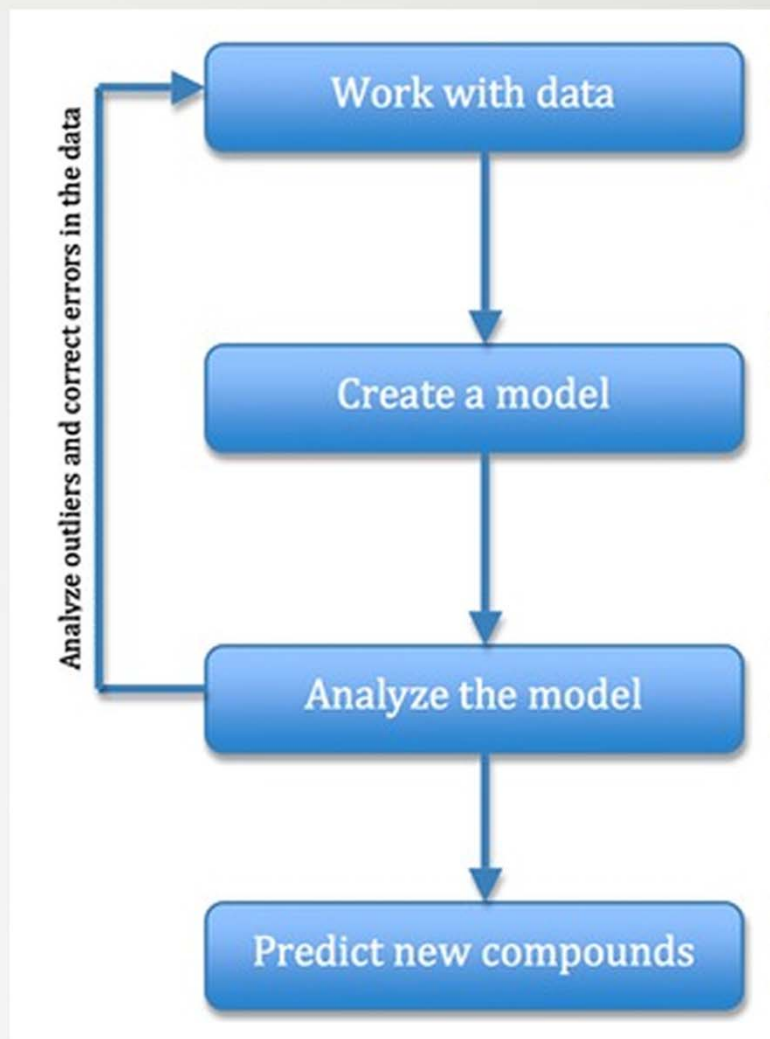 Work with data
Analyze outliers and correct errors in the data
Create a model
Analyze the model
Predict new compounds